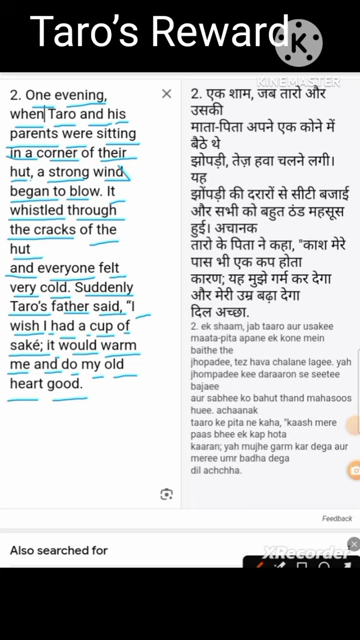 Taro's Reward
KINEMASTER
2. One evening,
when Taro and his
parents were sitting
in a corner of their
hut, a strong wind
began to blow. It
whistled through
the cracks of the
hut
and everyone felt
very cold. Suddenly
Taro's father said, "I
wish I had a cup of
saké; it would warm
me and do my old
heart good.
2. एक शाम, जब तारो और
उसकी
माता-पिता अपने एक कोने में
बैठे थे
झोपड़ी, तेज़ हवा चलने लगी।
यह
झोंपड़ी की दरारों से सीटी बजाई
और सभी को बहुत ठंड महसूस
हुई। अचानक
तारो के पिता ने कहा, "काश मेरे
पास भी एक कप होता
कारण; यह मुझे गर्म कर देगा
और मेरी उम्र बढ़ा देगा
दिल अच्छा.
2. ek shaam, jab taaro aur usakee
maata-pita apane ek kone mein
baithe the
jhopadee, tez hava chalane lagee. yah
jhompadee kee daraaron se seetee
bajaee
aur sabhee ko bahut thand mahasoos
huee. achaanak
taaro ke pita ne kaha, "kaash mere
paas bhee ek kap hota
kaaran; yah mujhe garm kar dega aur
meree umr badha dega
dil achchha.
Feedback
Also searched for
XRecorder